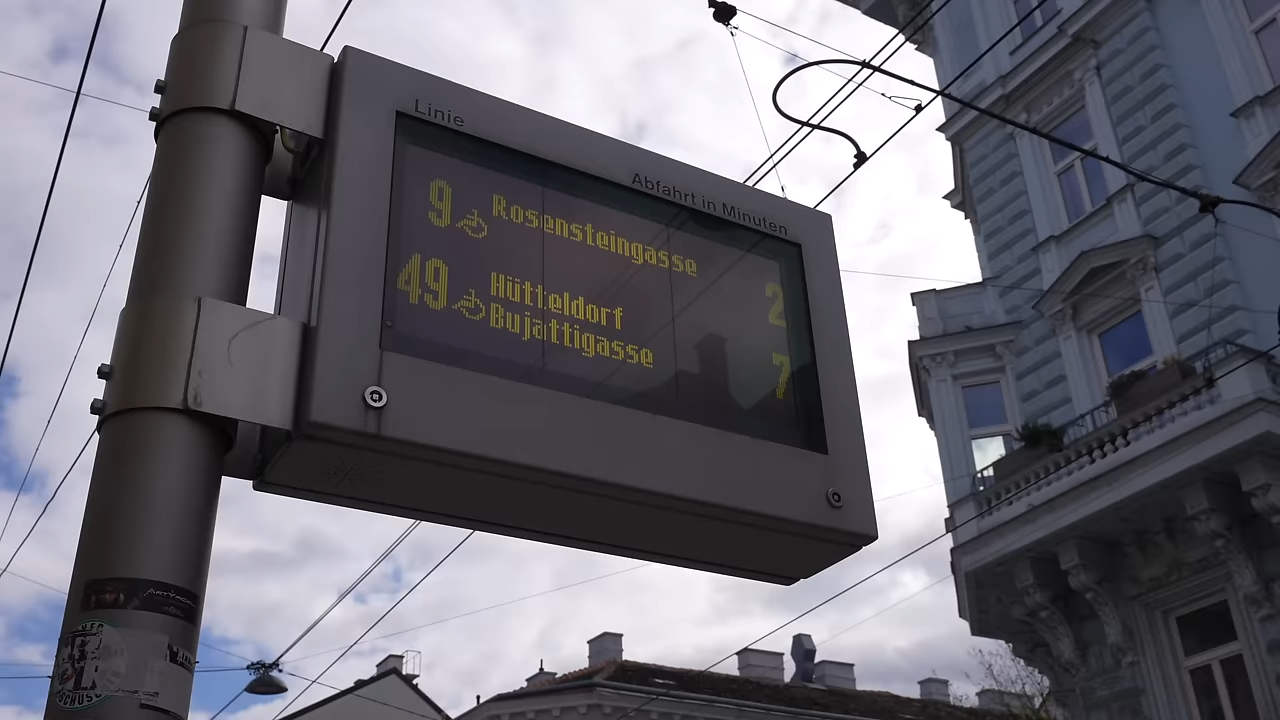 Linie
Abfahrt in Minuten
9 Rosensteingasse 2
49 Hütteldorf
Bujattigasse 7